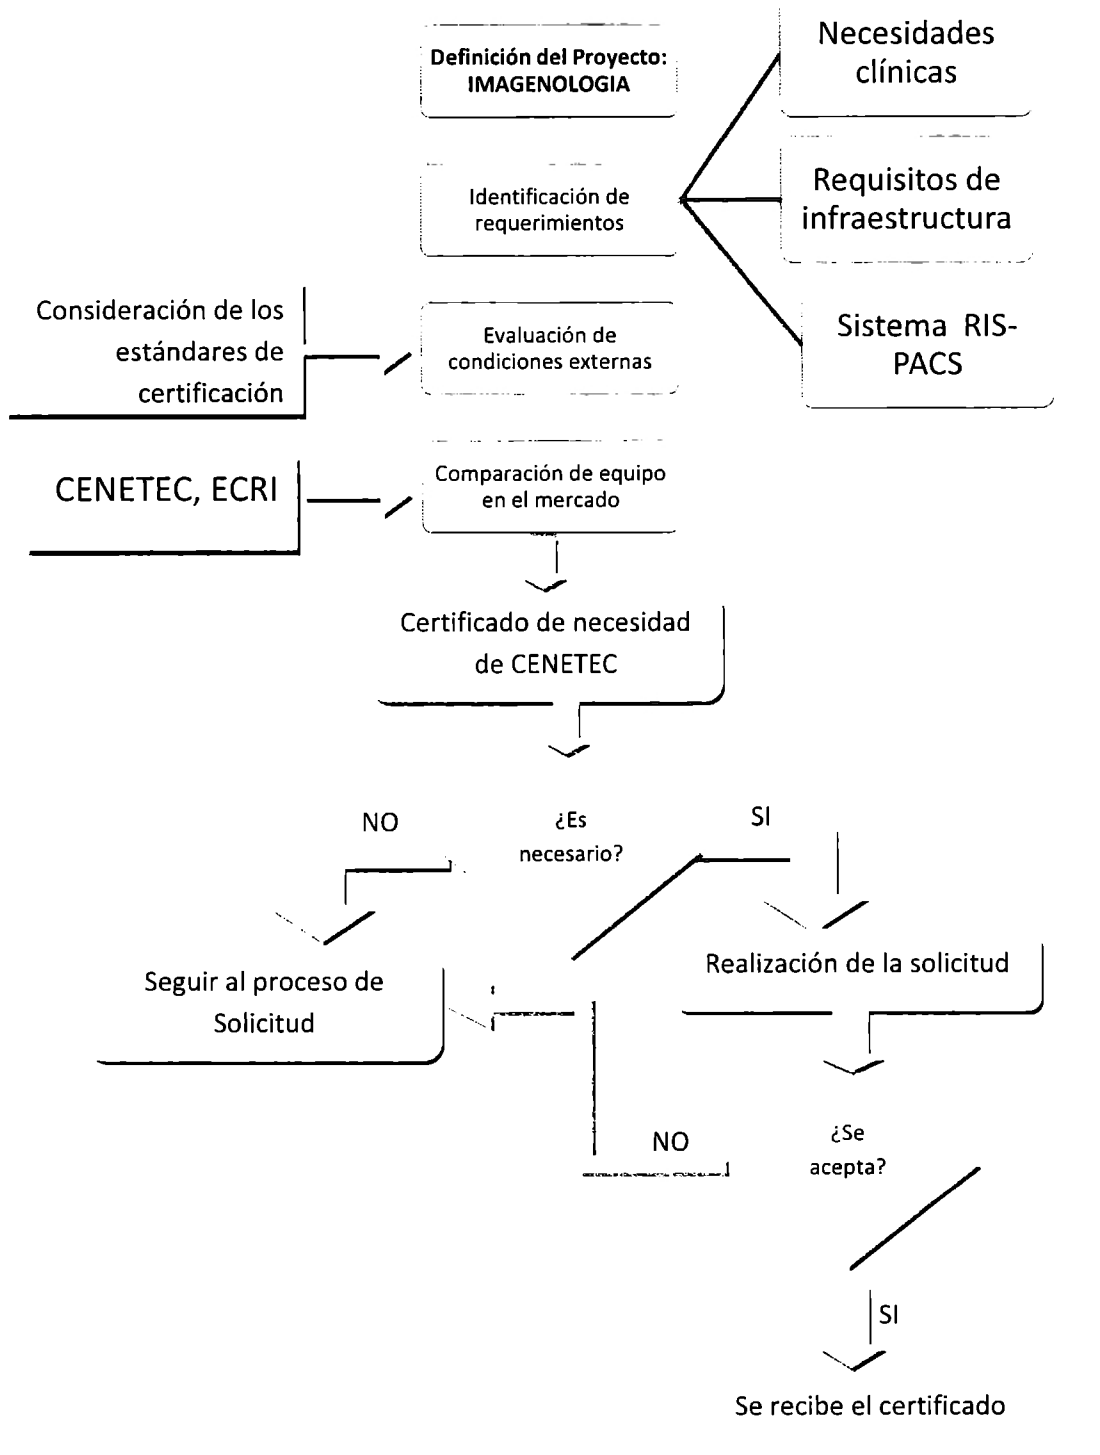 Definición del Proyecto:
IMAGENOLOGIA
Necesidades
clínicas
Identificación de
requerimientos
Requisitos de
infraestructura
Sistema RIS-
PACS
Consideración de los
estándares de
certificación
Evaluación de
condiciones externas
CENETEC, ECRI
Comparación de equipo
en el mercado
Certificado de necesidad
de CENETEC
NO
¿Es
necesario?
SI
Seguir al proceso de
Solicitud
Realización de la solicitud
NO
¿Se
acepta?
SI
Se recibe el certificado